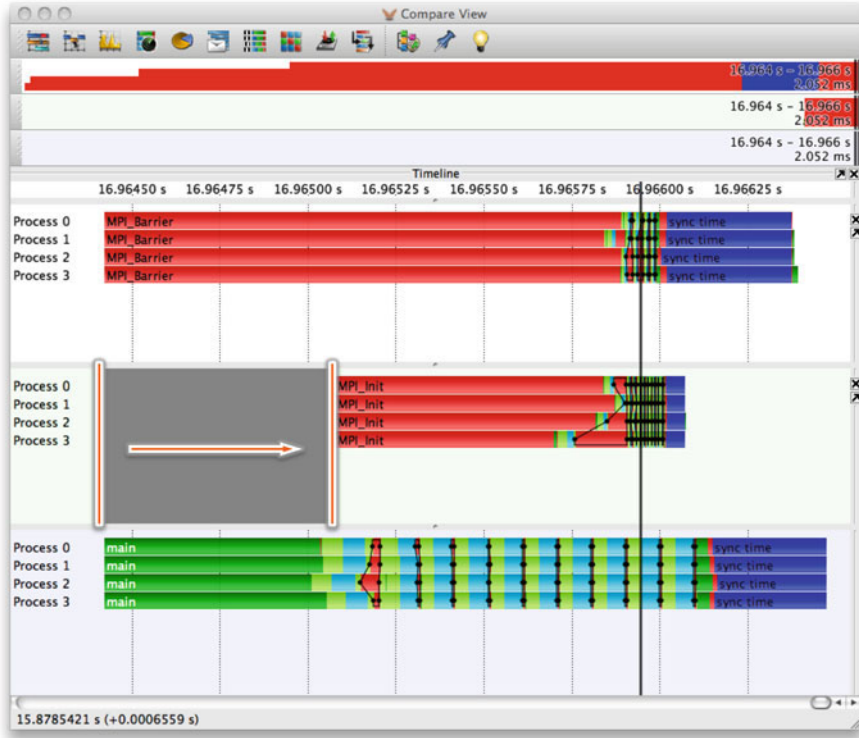 Compare View
16.964 s – 16.966 s
2.052 ms
16.964 s – 16.966 s
2.052 ms
16.964 s – 16.966 s
2.052 ms
Timeline
16.96450 s 16.96475 s 16.96500 s 16.96525 s 16.96550 s 16.96575 s 16.96600 s 16.96625 s
Process 0 MPI_Barrier sync time
Process 1 MPI_Barrier sync time
Process 2 MPI_Barrier sync time
Process 3 MPI_Barrier sync time
Process 0 MPI_Init
Process 1 MPI_Init
Process 2 MPI_Init
Process 3 MPI_Init
Process 0 main sync time
Process 1 main sync time
Process 2 main sync time
Process 3 main sync time
15.8785421 s (+0.0006559 s)